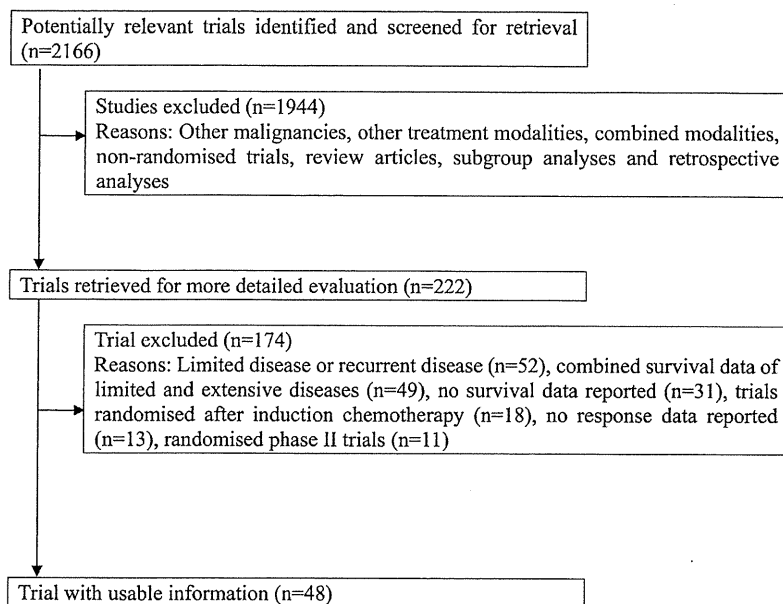 Potentially relevant trials identified and screened for retrieval
(n=2166)
Studies excluded (n=1944)
Reasons: Other malignancies, other treatment modalities, combined modalities,
non-randomised trials, review articles, subgroup analyses and retrospective
analyses
Trials retrieved for more detailed evaluation (n=222)
Trial excluded (n=174)
Reasons: Limited disease or recurrent disease (n=52), combined survival data of
limited and extensive diseases (n=49), no survival data reported (n=31), trials
randomised after induction chemotherapy (n=18), no response data reported
(n=13), randomised phase II trials (n=11)
Trial with usable information (n=48)